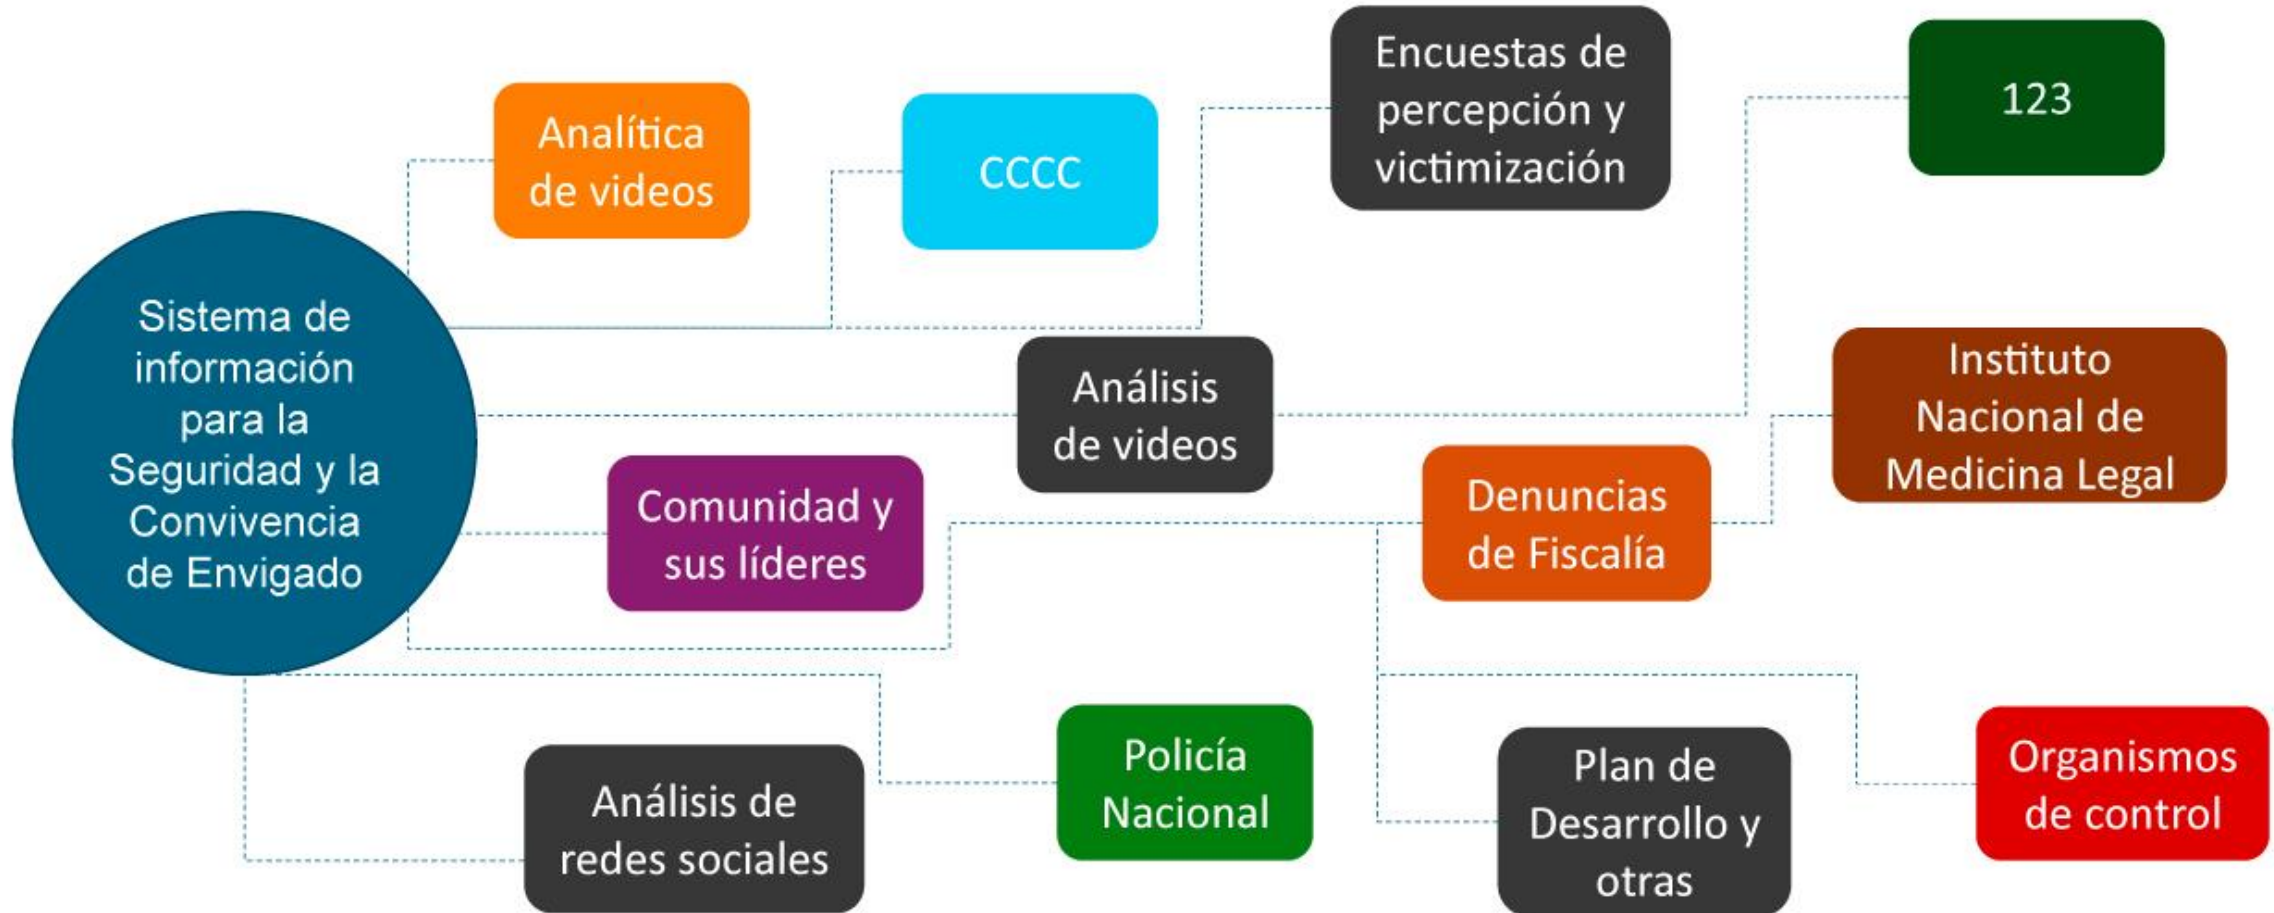 Sistema de
información
para la
Seguridad y la
Convivencia
de Envigado
Analítica
de videos
CCCC
Encuestas de
percepción y
victimización
123
Análisis
de videos
Instituto
Nacional de
Medicina Legal
Comunidad y
sus líderes
Denuncias
de Fiscalía
Análisis de
redes sociales
Policía
Nacional
Plan de
Desarrollo y
otras
Organismos
de control